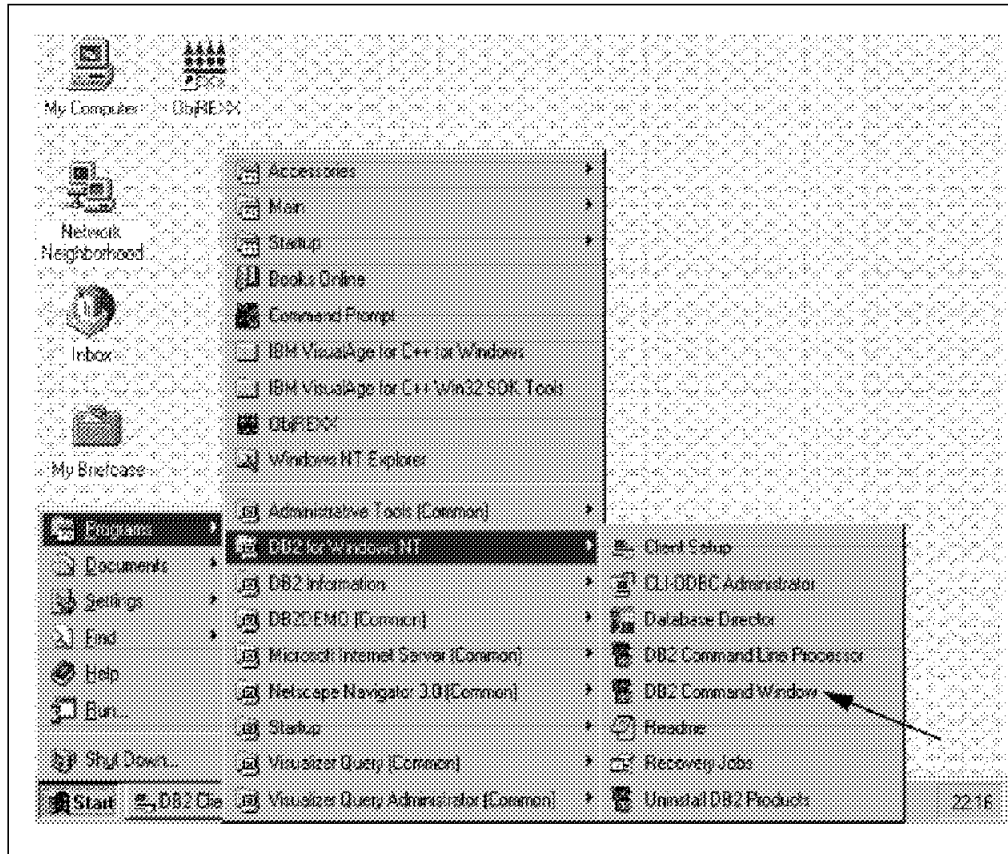 My Computer
ObjREXX
Network
Neighborhood
Inbox
My Briefcase
Programs
Documents
Settings
Find
Help
Run...
Shut Down...
Start
DB2 Clie
Accessories
Main
Startup
Books Online
Command Prompt
IBM VisualAge for C++ for Windows
IBM VisualAge for C++ Win32 SDK Tools
ObjREXX
Windows NT Explorer
Administrative Tools (Common)
DB2 for Windows NT
DB2 Information
DB2DEMO (Common)
Microsoft Internet Server (Common)
Netscape Navigator 3.0 (Common)
Startup
Visualizer Query (Common)
Visualizer Query Administrator (Common)
Client Setup
CLI-ODBC Administrator
Database Director
DB2 Command Line Processor
DB2 Command Window
Readme
Recovery Jobs
Uninstall DB2 Products
22:16